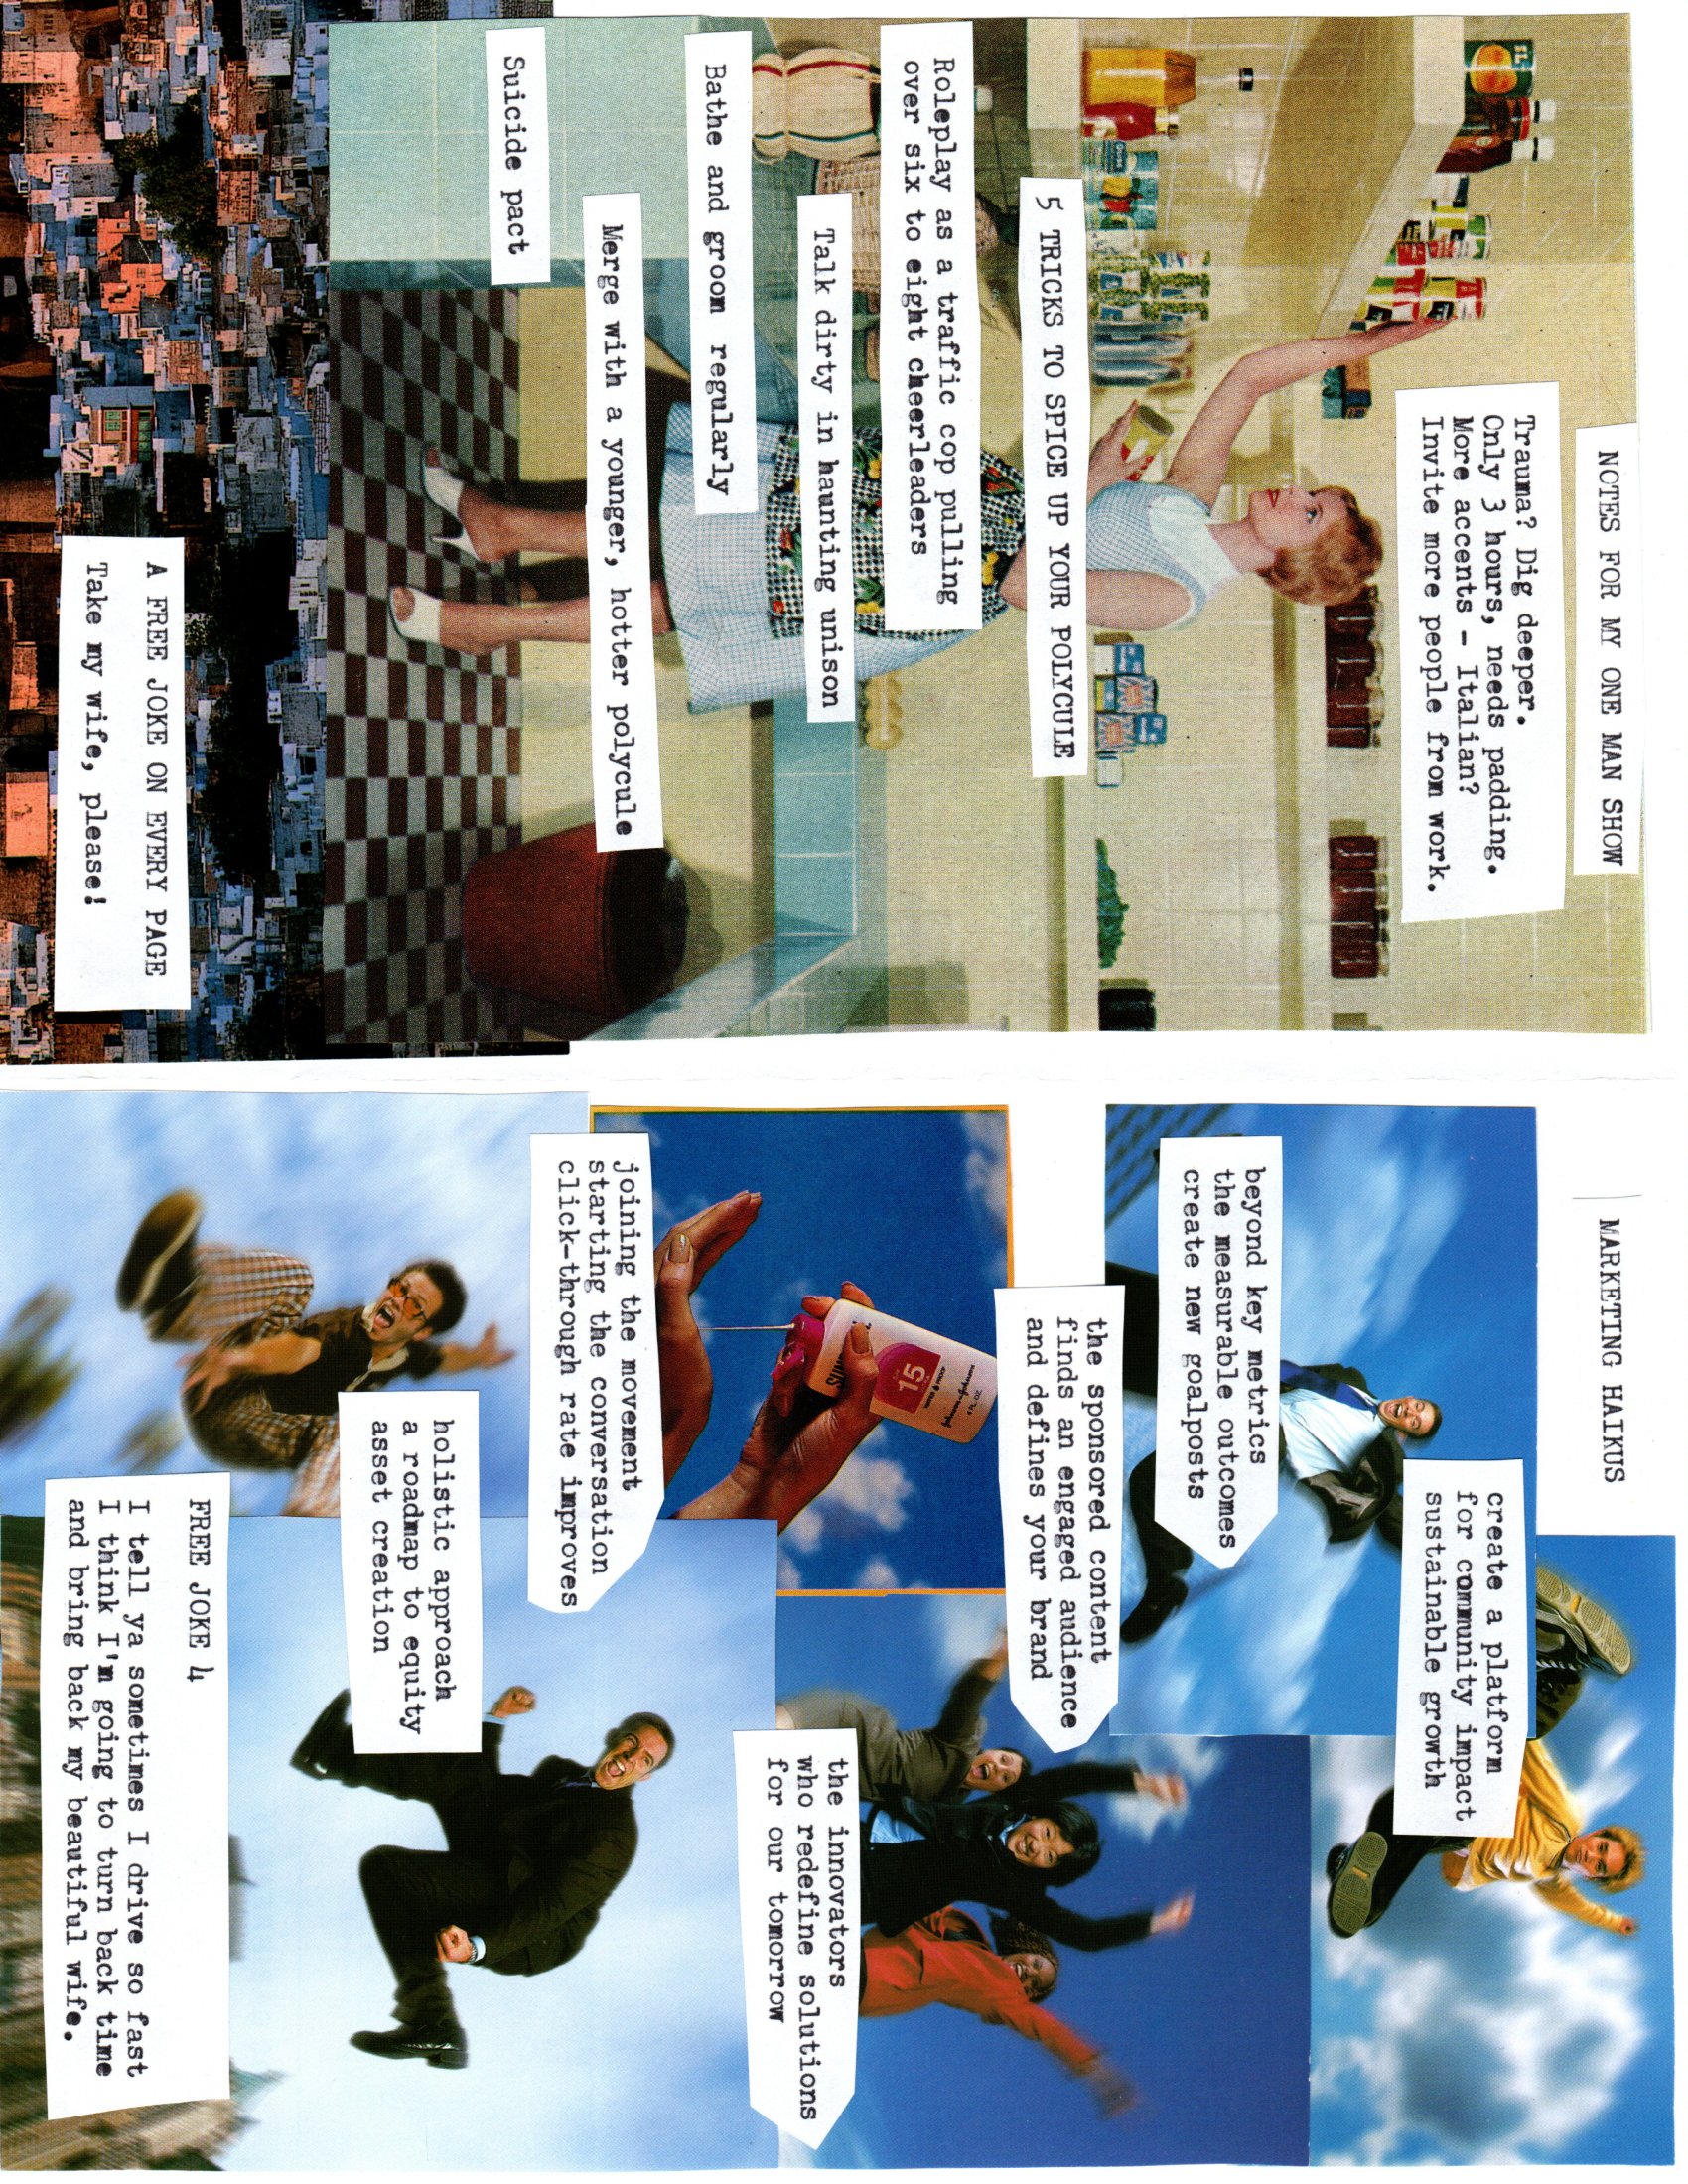 NOTES FOR MY ONE MAN SHOW
Trauma? Dig deeper.
Only 3 hours, needs padding.
More accents - Italian?
Invite more people from work.
5 TRICKS TO SPICE UP YOUR POLYCULE
Roleplay as a traffic cop pulling
over six to eight cheerleaders
Talk dirty in haunting unison
Bathe and groom regularly
Merge with a younger, hotter polycule
Suicide pact
A FREE JOKE ON EVERY PAGE
Take my wife, please!
MARKETING HAIKUS
create a platform
for community impact
sustainable growth
beyond key metrics
the measurable outcomes
create new goalposts
the sponsored content
finds an engaged audience
and defines your brand
15
Johnson & Johnson
4 FL. OZ.
the innovators
who redefine solutions
for our tomorrow
joining the movement
starting the conversation
click-through rate improves
holistic approach
a roadmap to equity
asset creation
FREE JOKE 4
I tell ya sometimes I drive so fast
I think I'm going to turn back time
and bring back my beautiful wife.